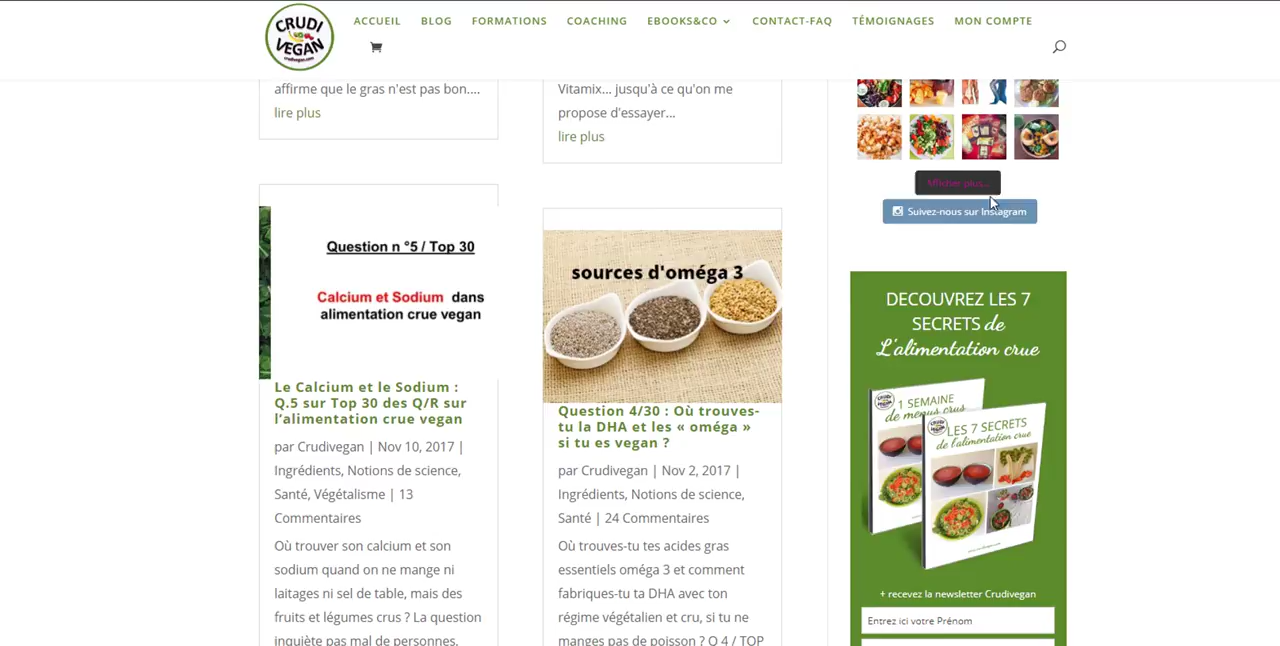 CRUDI
VEGAN
crudivegan.com
ACCUEIL
BLOG
FORMATIONS
COACHING
EBOOKS&CO
CONTACT-FAQ
TÉMOIGNAGES
MON COMPTE
affirme que le gras n'est pas bon....
lire plus
Vitamix... jusqu'à ce qu'on me
propose d'essayer...
lire plus
Question n °5 / Top 30
Calcium et Sodium dans
alimentation crue vegan
Le Calcium et le Sodium :
Q.5 sur Top 30 des Q/R sur
l'alimentation crue vegan
par Crudivegan | Nov 10, 2017 |
Ingrédients, Notions de science,
Santé, Végétalisme | 13
Commentaires
Où trouver son calcium et son
sodium quand on ne mange ni
laitages ni sel de table, mais des
fruits et légumes crus ? La question
inquiète pas mal de personnes.
sources d'oméga 3
Question 4/30 : Où trouves-
tu la DHA et les « oméga »
si tu es vegan ?
par Crudivegan | Nov 2, 2017 |
Ingrédients, Notions de science,
Santé | 24 Commentaires
Où trouves-tu tes acides gras
essentiels oméga 3 et comment
fabriques-tu ta DHA avec ton
régime végétalien et cru, si tu ne
manges pas de poisson ? Q 4 / TOP
plus...
Suivez-nous sur Instagram
DECOUVREZ LES 7
SECRETS de
L'alimentation crue
1 SEMAINE
de menus crus
LES 7 SECRETS
de l'alimentation crue
+ recevez la newsletter Crudivegan
Entrez ici votre Prénom